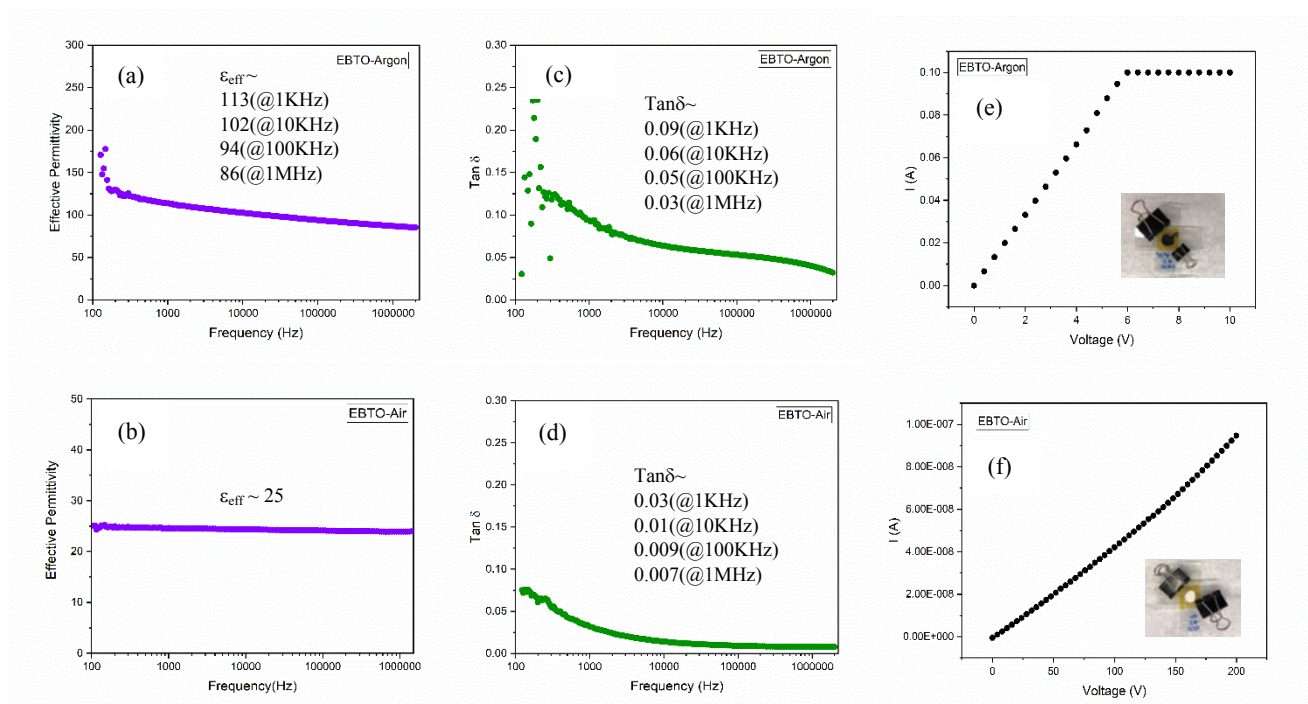 300
250
200
150
100
50
0
Effective Permittivity
100
1000
10000
100000
1000000
Frequency (Hz)
EBTO-Argon
(a)
εeff~
113(@1KHz)
102(@10KHz)
94(@100KHz)
86(@1MHz)
0.30
0.25
0.20
0.15
0.10
0.05
0.00
Tan δ
100
1000
10000
100000
1000000
Frequency (Hz)
EBTO-Argon
(c)
Tanδ~
0.09(@1KHz)
0.06(@10KHz)
0.05(@100KHz)
0.03(@1MHz)
0.10
0.08
0.06
0.04
0.02
0.00
I (A)
0
2
4
6
8
10
Voltage (V)
EBTO-Argon
(e)
50
40
30
20
10
0
Effective Permittivity
100
1000
10000
100000
1000000
Frequency(Hz)
EBTO-Air
(b)
εeff ~ 25
0.30
0.25
0.20
0.15
0.10
0.05
0.00
Tan δ
100
1000
10000
100000
1000000
Frequency (Hz)
EBTO-Air
(d)
Tanδ~
0.03(@1KHz)
0.01(@10KHz)
0.009(@100KHz)
0.007(@1MHz)
1.00E-007
8.00E-008
6.00E-008
4.00E-008
2.00E-008
0.00E+000
I (A)
0
50
100
150
200
Voltage (V)
EBTO-Air
(f)